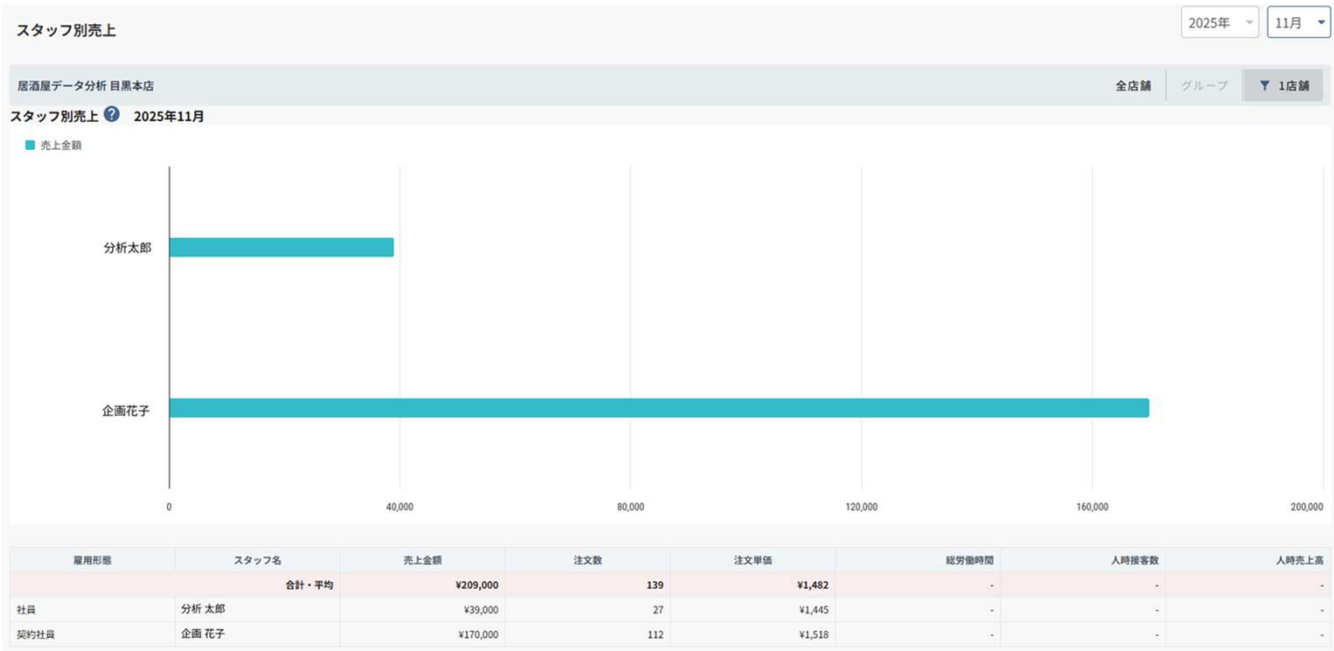 スタッフ別売上
2025年 11月
居酒屋データ分析 目黒本店 全店舗 グループ 1店舗
スタッフ別売上 ? 2025年11月
売上金額
分析太郎
企画花子
0 40,000 80,000 120,000 160,000 200,000
雇用形態 スタッフ名 売上金額 注文数 注文単価 総労働時間 人時接客数 人時売上高
合計・平均 ¥209,000 139 ¥1,482 - - -
社員 分析 太郎 ¥39,000 27 ¥1,445 - - -
契約社員 企画 花子 ¥170,000 112 ¥1,518 - - -